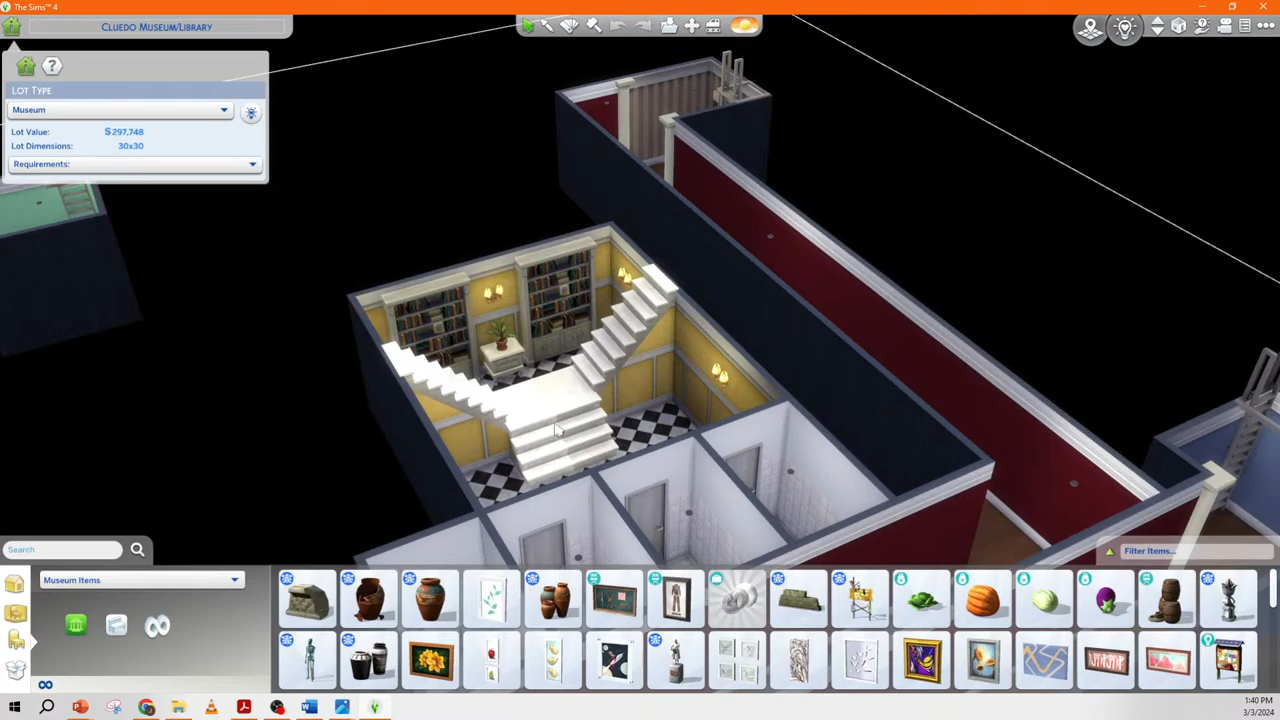 The Sims™ 4
CLUEDO MUSEUM/LIBRARY
LOT TYPE
Museum
Lot Value: §297,748
Lot Dimensions: 30x30
Requirements:
Search
Filter Items...
Museum Items
1:40 PM
3/3/2024